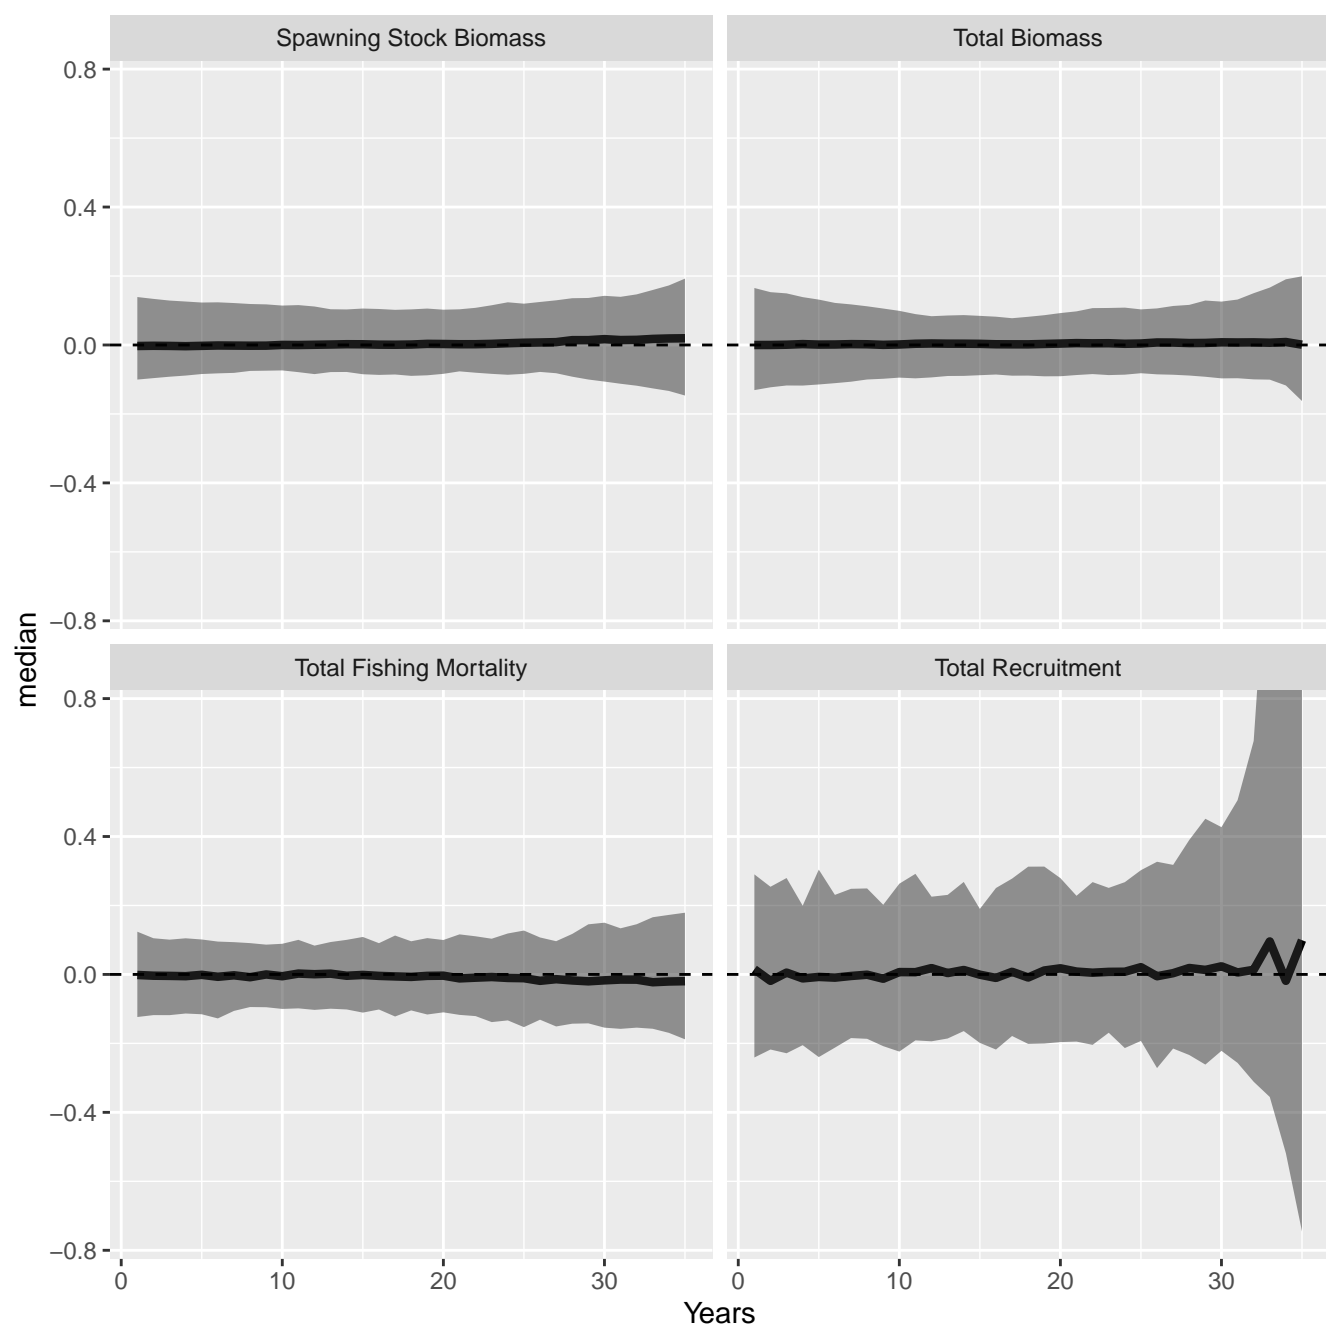 Spawning Stock Biomass
Total Biomass
0.8
0.4
0.0
−0.4
−0.8
median
Total Fishing Mortality
Total Recruitment
0.8
0.4
0.0
−0.4
−0.8
0 10 20 30
0 10 20 30
Years